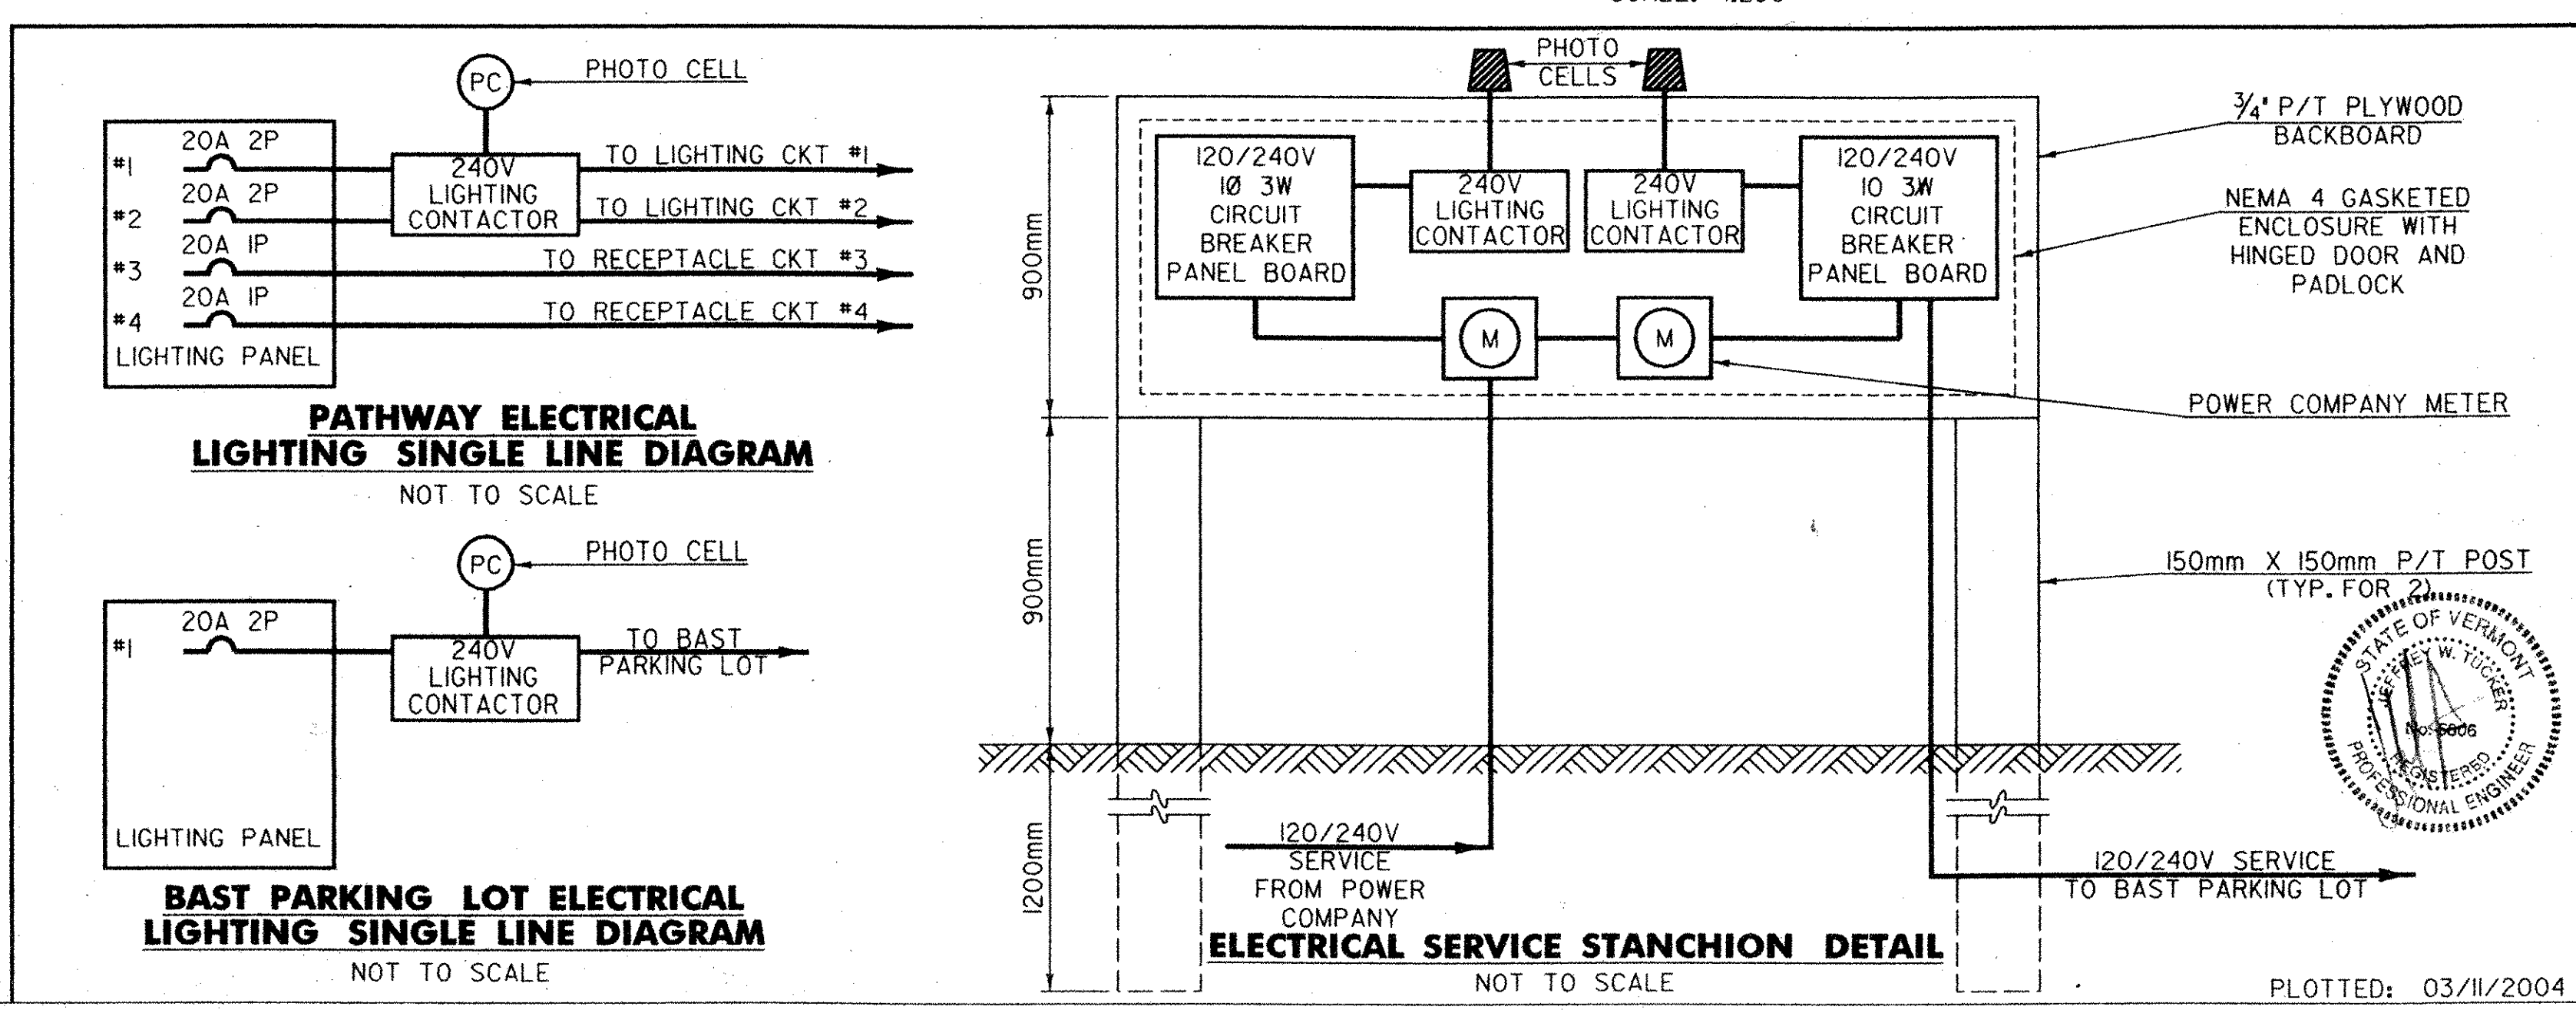 PC
PHOTO CELL
20A 2P
#1
20A 2P
#2
20A 1P
#3
20A 1P
#4
LIGHTING PANEL
240V
LIGHTING
CONTACTOR
TO LIGHTING CKT #1
TO LIGHTING CKT #2
TO RECEPTACLE CKT #3
TO RECEPTACLE CKT #4
PATHWAY ELECTRICAL
LIGHTING SINGLE LINE DIAGRAM
NOT TO SCALE
PC
PHOTO CELL
20A 2P
#1
LIGHTING PANEL
240V
LIGHTING
CONTACTOR
TO BAST
PARKING LOT
BAST PARKING LOT ELECTRICAL
LIGHTING SINGLE LINE DIAGRAM
NOT TO SCALE
PHOTO
CELLS
900mm
900mm
1200mm
120/240V
1Ø 3W
CIRCUIT
BREAKER
PANEL BOARD
240V
LIGHTING
CONTACTOR
240V
LIGHTING
CONTACTOR
120/240V
1O 3W
CIRCUIT
BREAKER
PANEL BOARD
M
M
3/4" P/T PLYWOOD
BACKBOARD
NEMA 4 GASKETED
ENCLOSURE WITH
HINGED DOOR AND
PADLOCK
POWER COMPANY METER
150mm X 150mm P/T POST
(TYP. FOR 2)
STATE OF VERMONT
JEFFREY W. TUCKER
REGISTERED
PROFESSIONAL ENGINEER
120/240V
SERVICE
FROM POWER
COMPANY
120/240V SERVICE
TO BAST PARKING LOT
ELECTRICAL SERVICE STANCHION DETAIL
NOT TO SCALE
PLOTTED: 03/11/2004